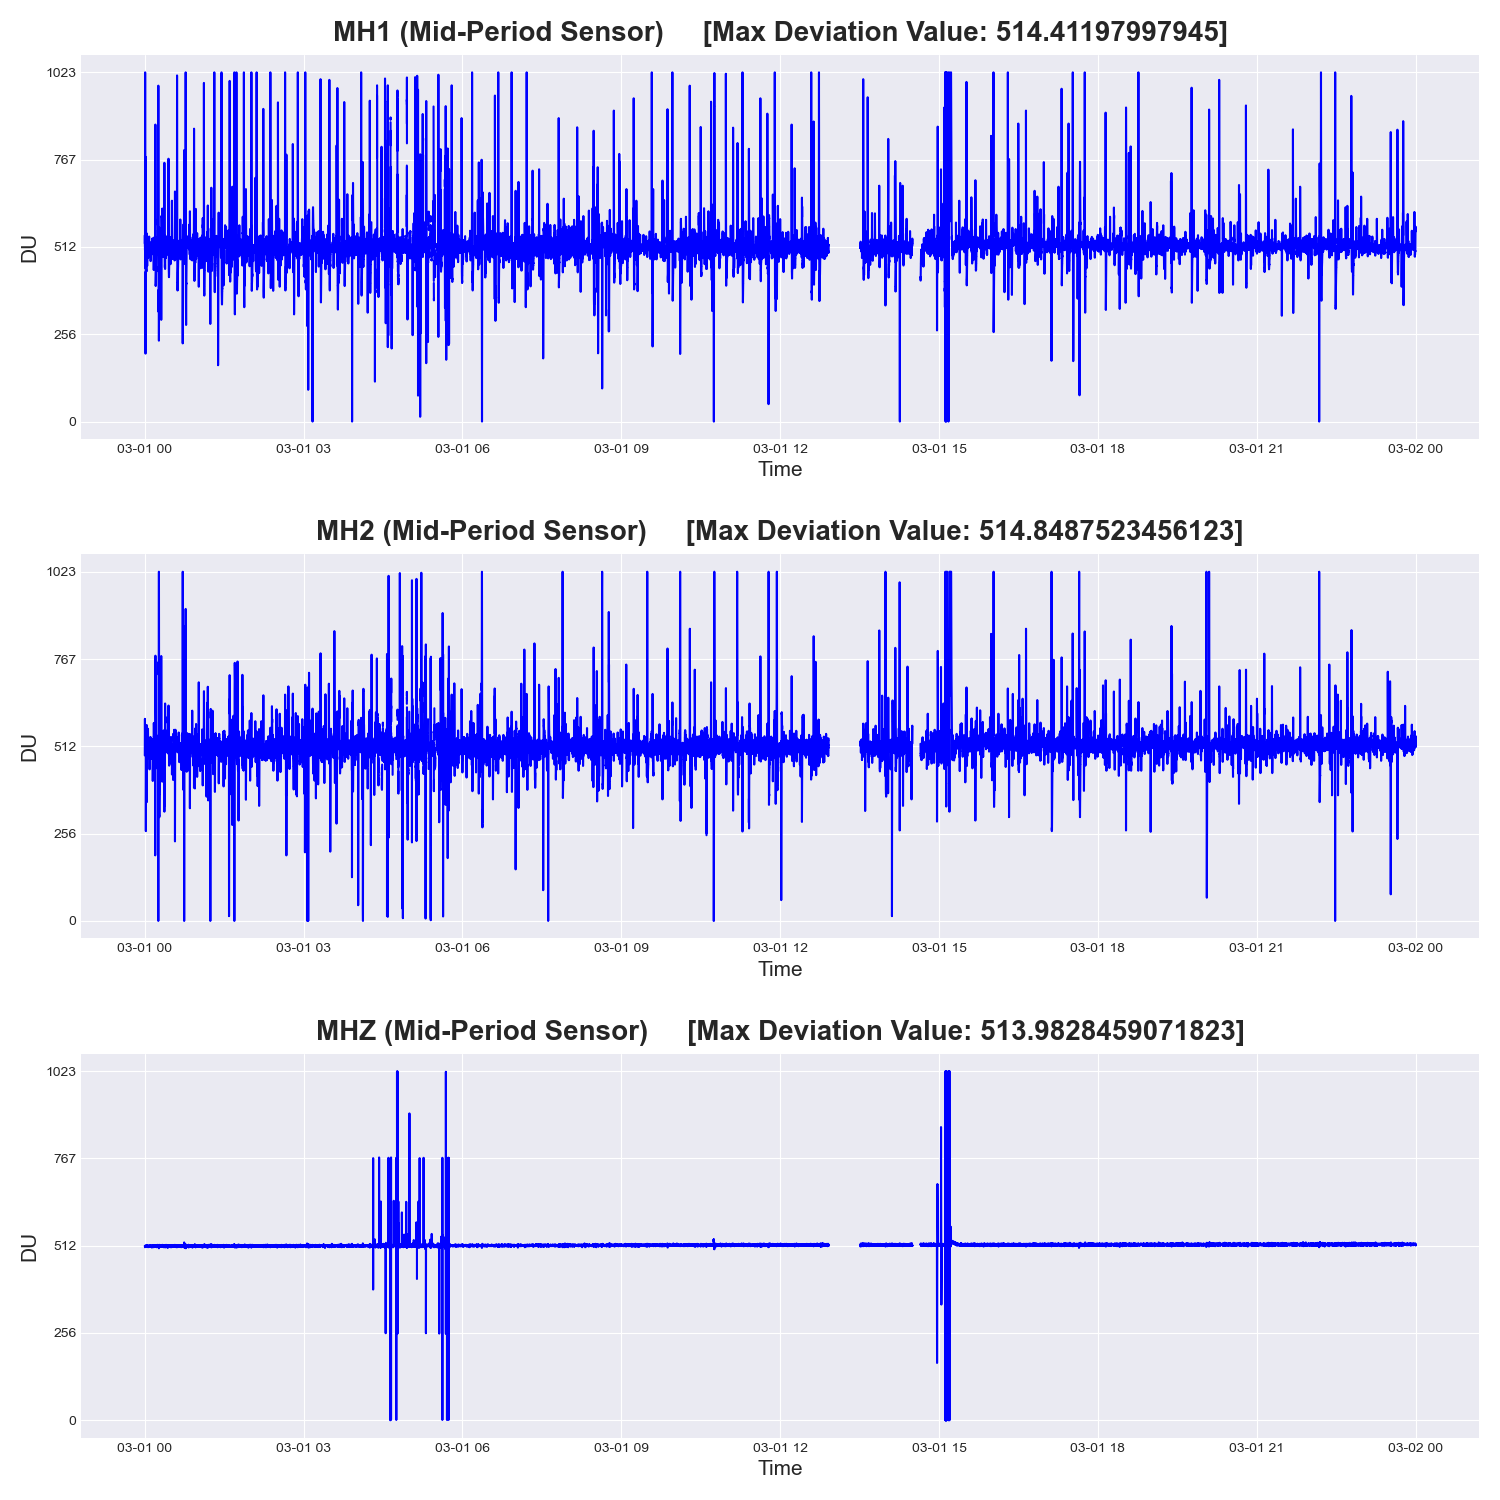 MH1 (Mid-Period Sensor) [Max Deviation Value: 514.41197997945]
1023
767
512
256
0
DU
03-01 00 03-01 03 03-01 06 03-01 09 03-01 12 03-01 15 03-01 18 03-01 21 03-02 00
Time
MH2 (Mid-Period Sensor) [Max Deviation Value: 514.8487523456123]
1023
767
512
256
0
DU
03-01 00 03-01 03 03-01 06 03-01 09 03-01 12 03-01 15 03-01 18 03-01 21 03-02 00
Time
MHZ (Mid-Period Sensor) [Max Deviation Value: 513.9828459071823]
1023
767
512
256
0
DU
03-01 00 03-01 03 03-01 06 03-01 09 03-01 12 03-01 15 03-01 18 03-01 21 03-02 00
Time